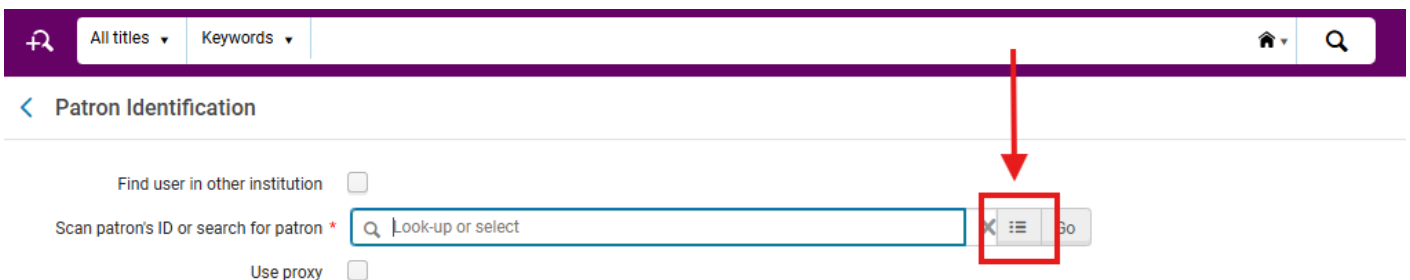 All titles Keywords
Patron Identification
Find user in other institution
Scan patron's ID or search for patron * Look-up or select Go
Use proxy